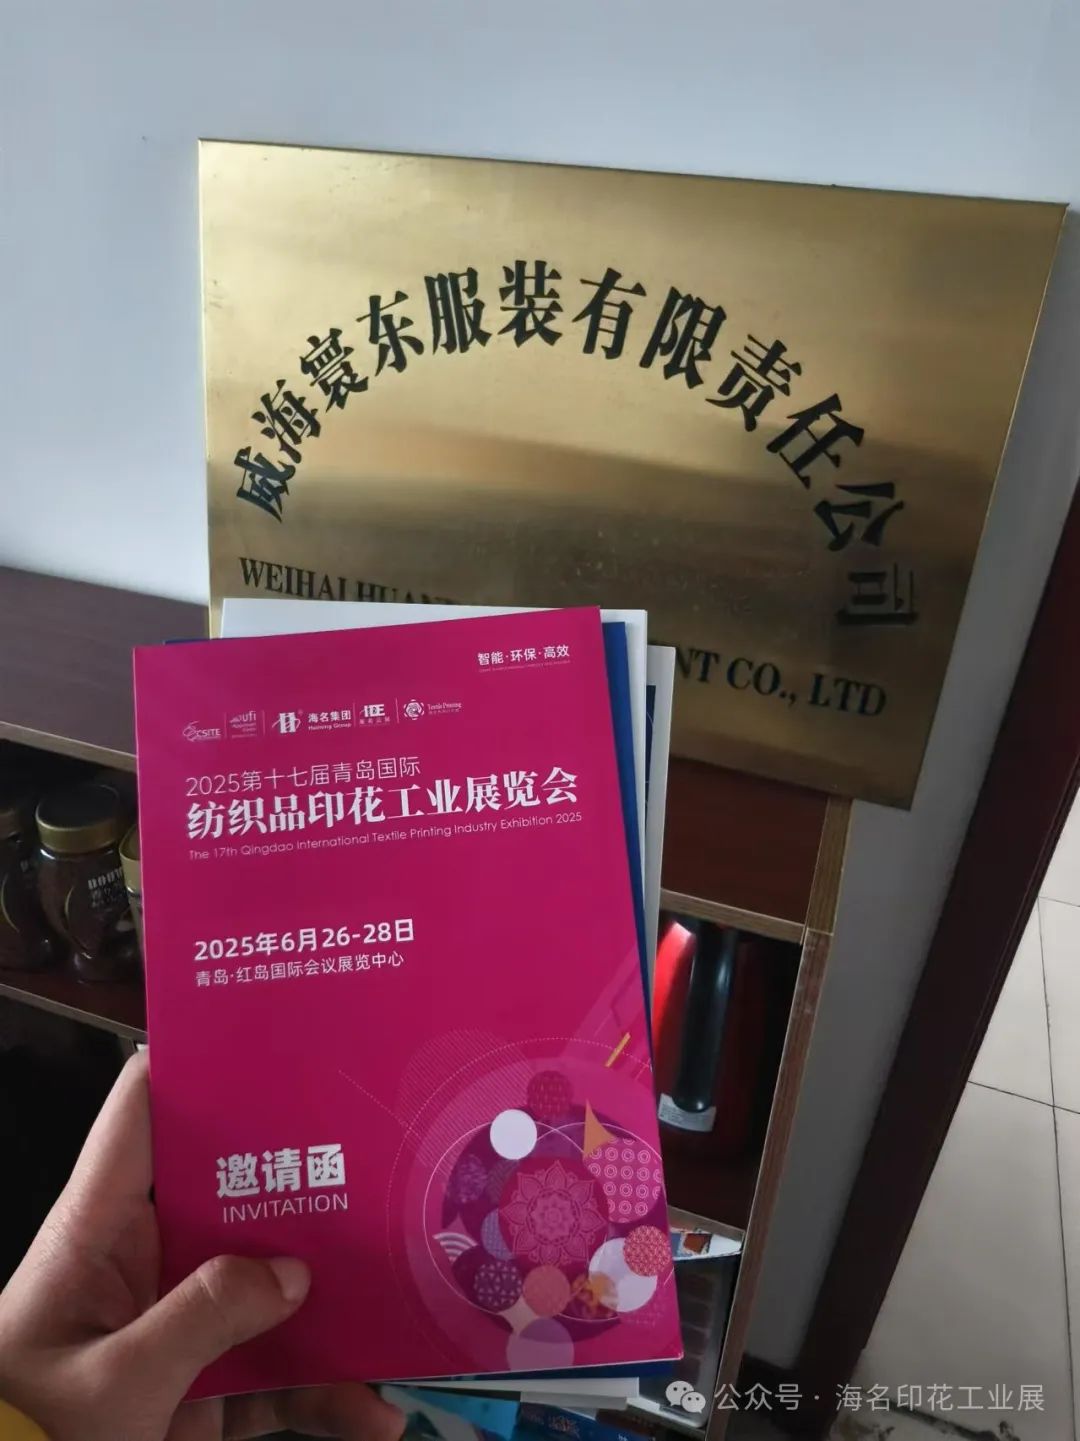 威海寰东服装有限责任公司
WEIHAI HUAN
NT CO., LTD
智能·环保·高效
CSITE
ufi
海名集团
Haiming Group
Textile Printing
2025第十七届青岛国际
纺织品印花工业展览会
The 17th Qingdao International Textile Printing Industry Exhibition 2025
2025年6月26-28日
青岛·红岛国际会议展览中心
邀请函
INVITATION
公众号 · 海名印花工业展